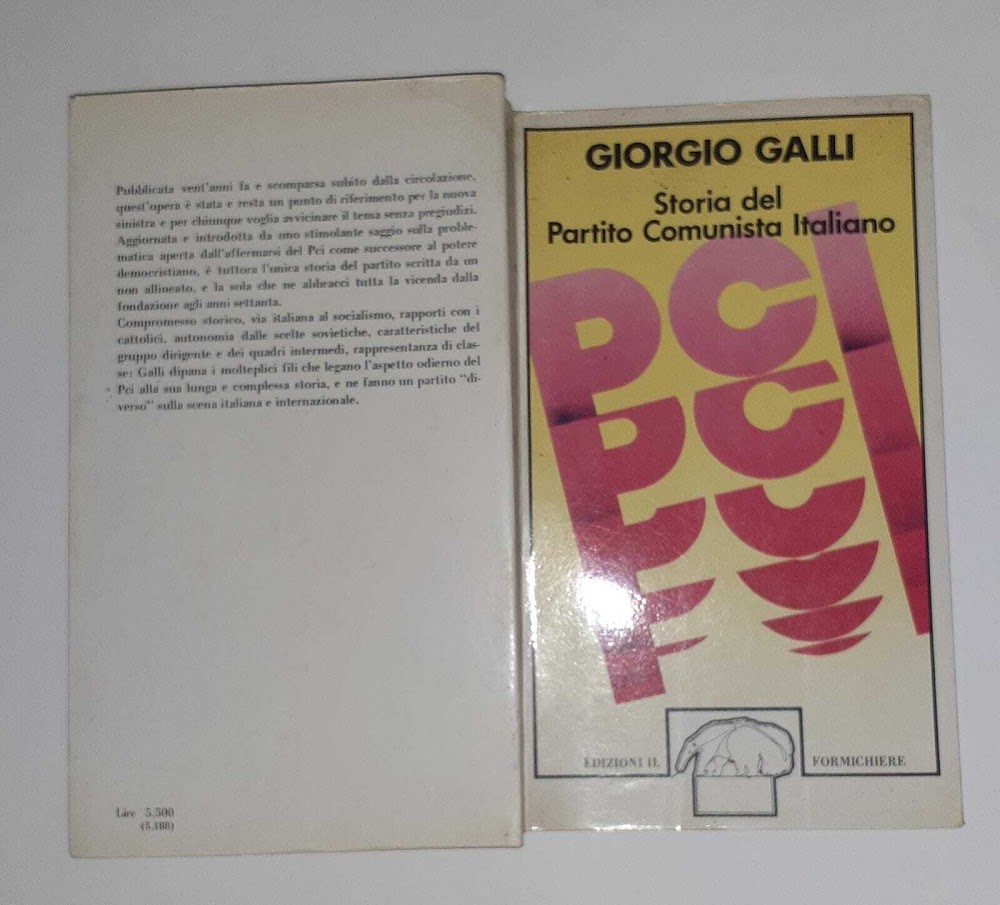 Pubblicata vent'anni fa e scomparsa subito dalla circolazione,
quest'opera è stata e resta un punto di riferimento per la nuova
sinistra e per chiunque voglia avvicinare il tema senza pregiudizi.
Aggiornata e introdotta da uno stimolante saggio sulla proble-
matica aperta dall'affermarsi del Pci come successore al potere
democristiano, è tuttora l'unica storia del partito scritta da un
non allineato, e la sola che ne abbracci tutta la vicenda dalla
fondazione agli anni settanta.
Compromesso storico, via italiana al socialismo, rapporti con i
cattolici, autonomia dalle scelte sovietiche, caratteristiche del
gruppo dirigente e dei quadri intermedi, rappresentanza di clas-
se: Galli dipana i molteplici fili che legano l'aspetto odierno del
Pci alla sua lunga e complessa storia, e ne fanno un partito "di-
verso" sulla scena italiana e internazionale.
Lire 5.500
(5.188)
GIORGIO GALLI
Storia del
Partito Comunista Italiano
PCI
EDIZIONI IL FORMICHIERE